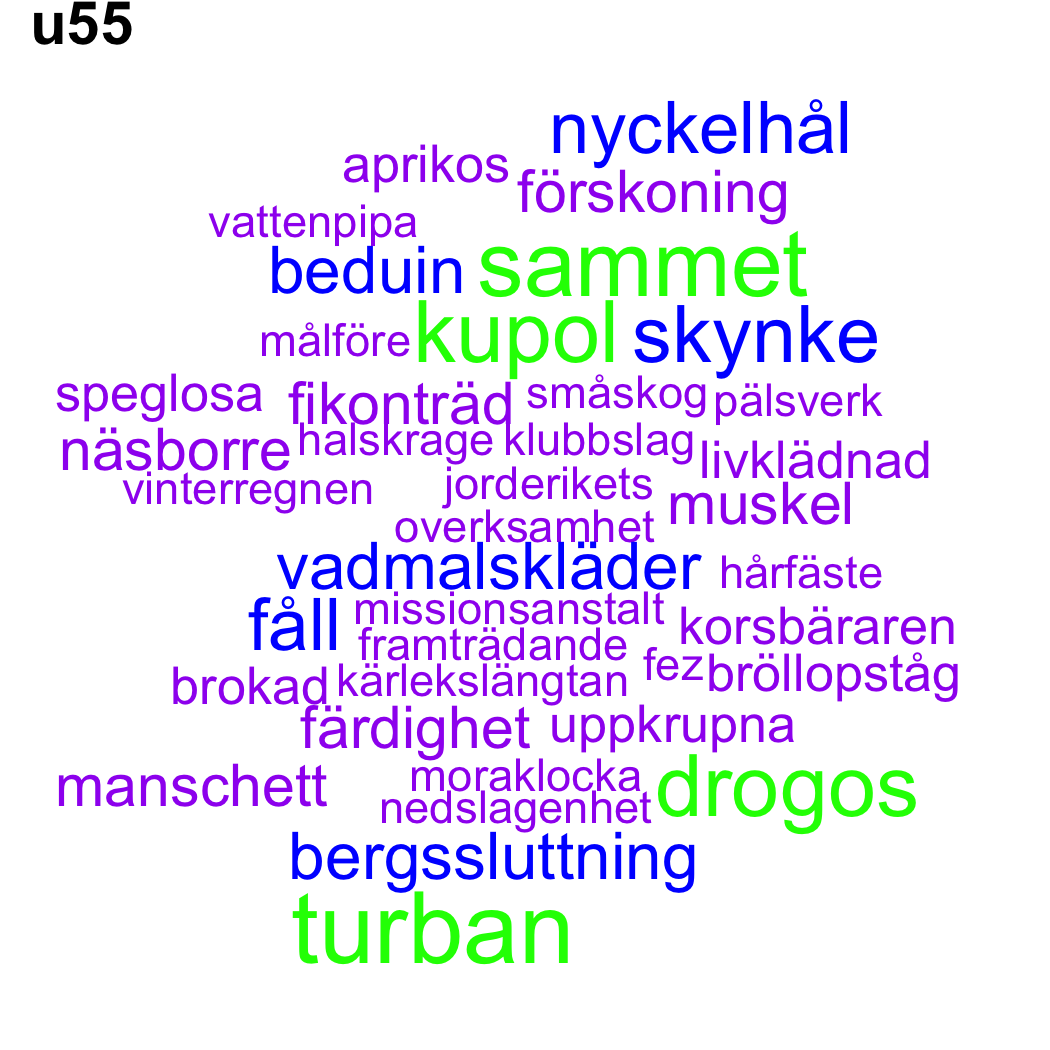 u55
nyckelhål
aprikos
förskoning
vattenpipa
beduin sammet
målföre kupol skynke
speglosa fikonträd småskog pälsverk
näsborre halskrage klubbslag livklädnad
vinterregnen jorderikets muskel
overksamhet
vadmalskläder hårfäste
fåll missionsanstalt korsbäraren
framträdande fez bröllopståg
brokad kärlekslängtan
färdighet uppkrupna
manschett moraklocka drogos
nedslagenhet
bergssluttning
turban